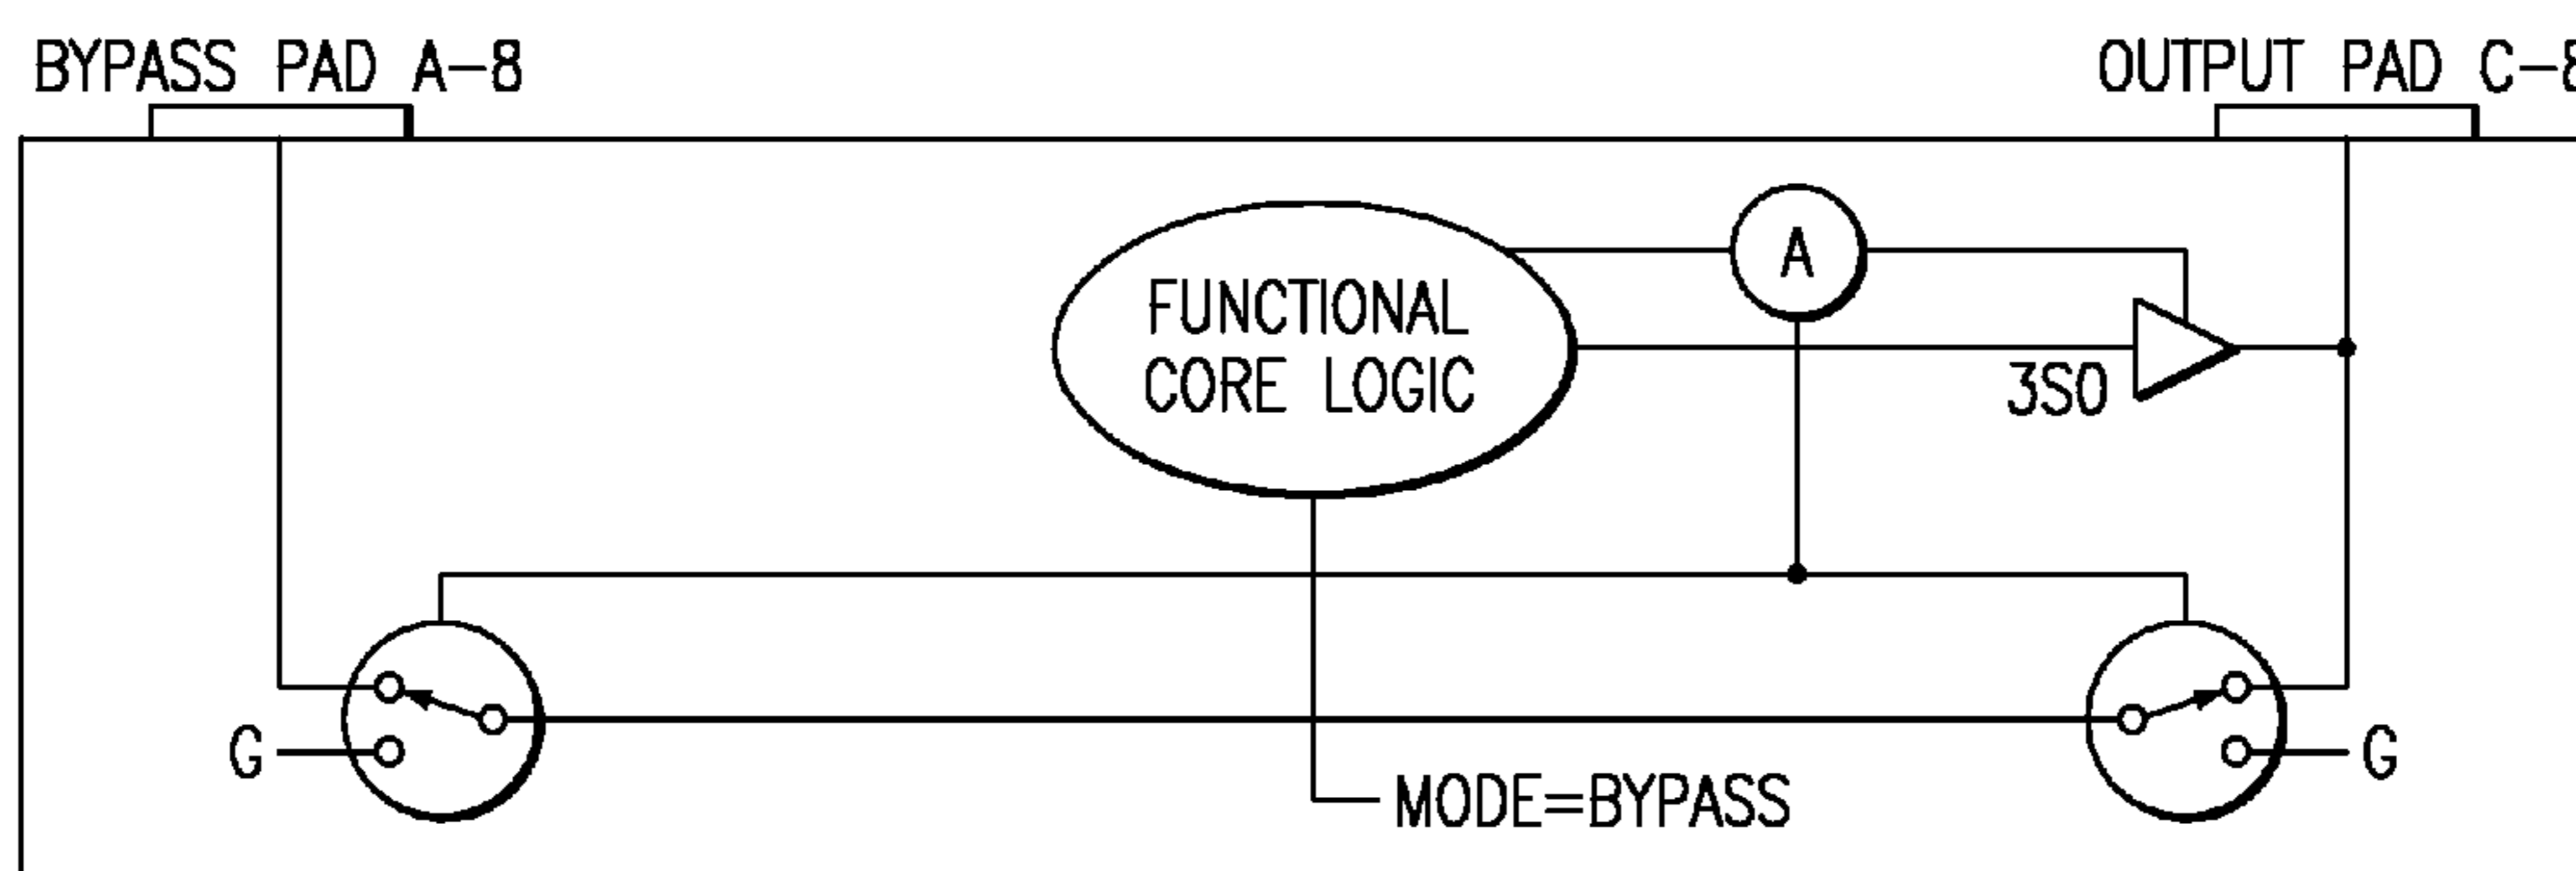 BYPASS PAD A-8
OUTPUT PAD C-8
A
FUNCTIONAL
CORE LOGIC
3SO
G
G
MODE=BYPASS